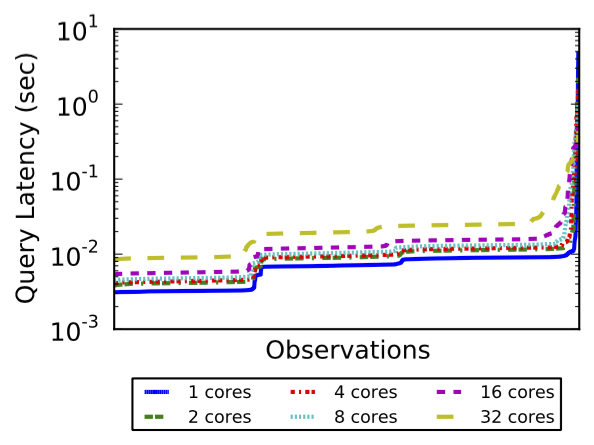 Query Latency (sec)
10^1
10^0
10^-1
10^-2
10^-3
Observations
1 cores 4 cores 16 cores
2 cores 8 cores 32 cores